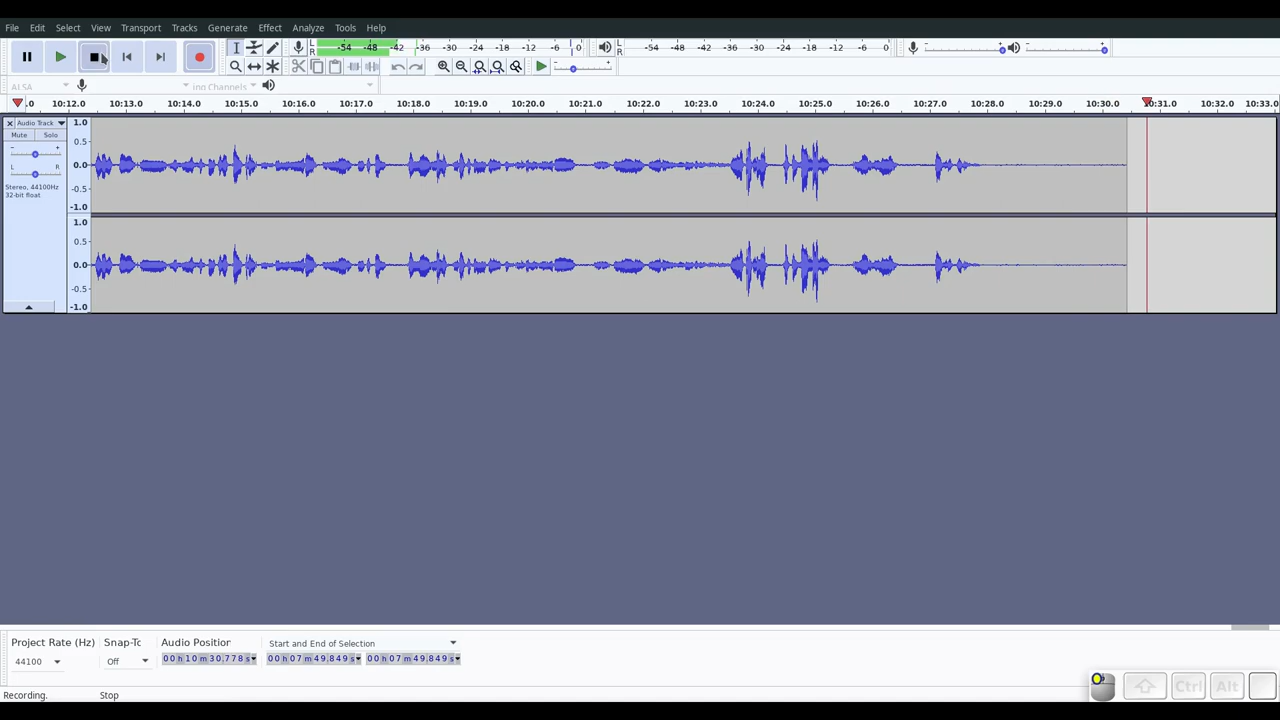 File Edit Select View Transport Tracks Generate Effect Analyze Tools Help
L R -54 -48 -42 -36 -30 -24 -18 -12 -6 0 L R -54 -48 -42 -36 -30 -24 -18 -12 -6 0
- + - +
- +
ALSA ing Channels
.0 10:12.0 10:13.0 10:14.0 10:15.0 10:16.0 10:17.0 10:18.0 10:19.0 10:20.0 10:21.0 10:22.0 10:23.0 10:24.0 10:25.0 10:26.0 10:27.0 10:28.0 10:29.0 10:30.0 10:31.0 10:32.0 10:33.0
Audio Track 1.0
Mute Solo
- + 0.5
L R 0.0
Stereo, 44100Hz -0.5
32-bit float
-1.0
1.0
0.5
0.0
-0.5
-1.0
Project Rate (Hz) Snap-Tc Audio Position Start and End of Selection
44100 Off 00 h 10 m 30,778 s 00 h 07 m 49,849 s 00 h 07 m 49,849 s
Ctrl Alt
Recording. Stop